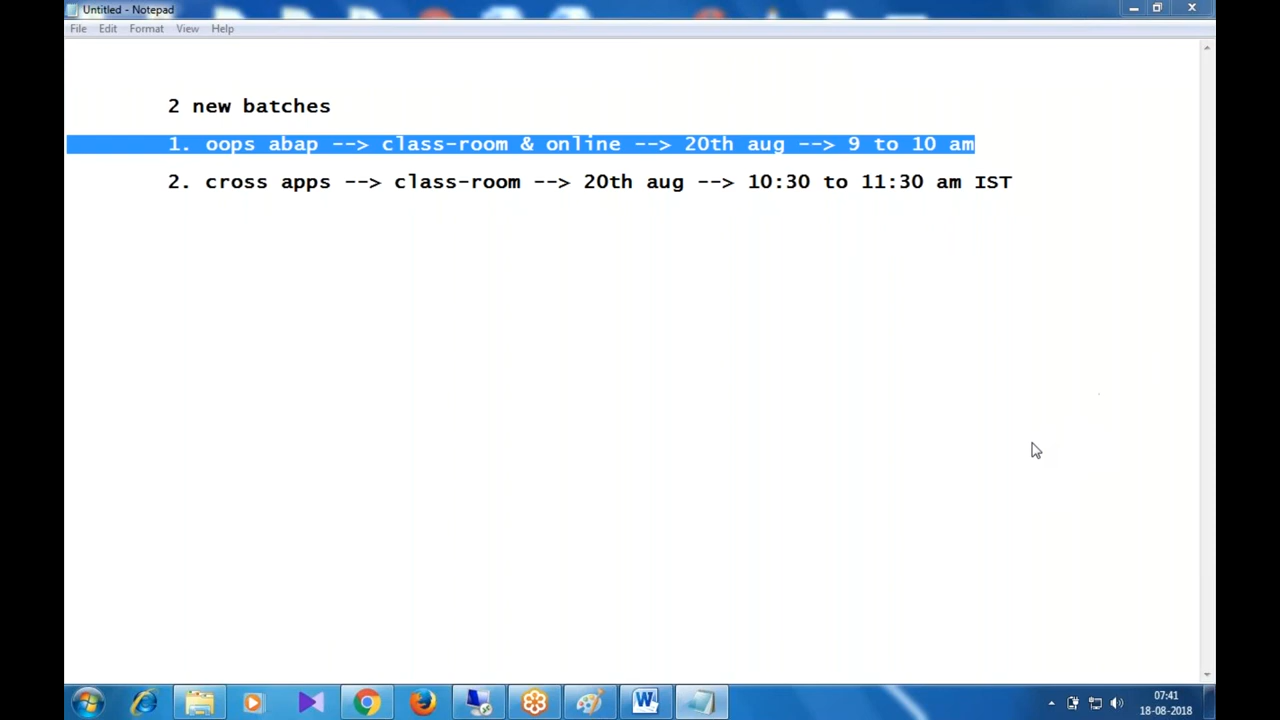 Untitled - Notepad
File Edit Format View Help
2 new batches
1. oops abap --> class-room & online --> 20th aug --> 9 to 10 am
2. cross apps --> class-room --> 20th aug --> 10:30 to 11:30 am IST
07:41
18-08-2018